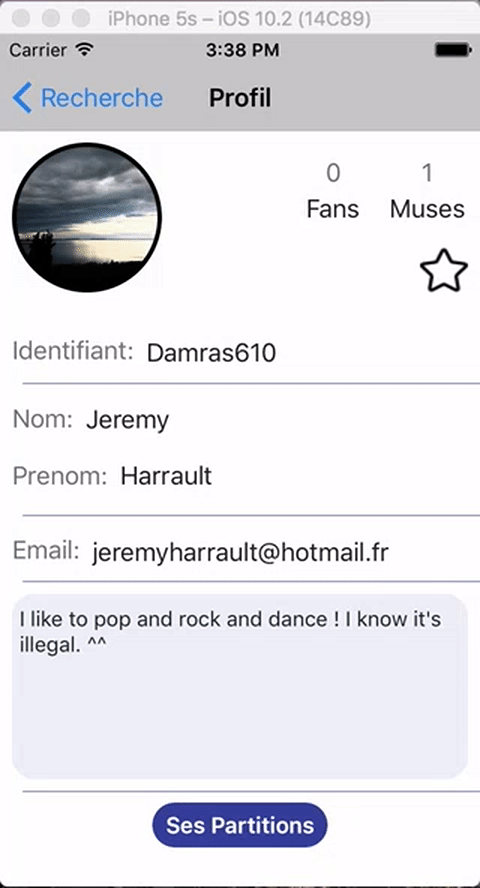 iPhone 5s – iOS 10.2 (14C89)
Carrier 3:38 PM
Recherche Profil
0 1
Fans Muses
Identifiant: Damras610
Nom: Jeremy
Prenom: Harrault
Email: jeremyharrault@hotmail.fr
I like to pop and rock and dance ! I know it's
illegal. ^^
Ses Partitions